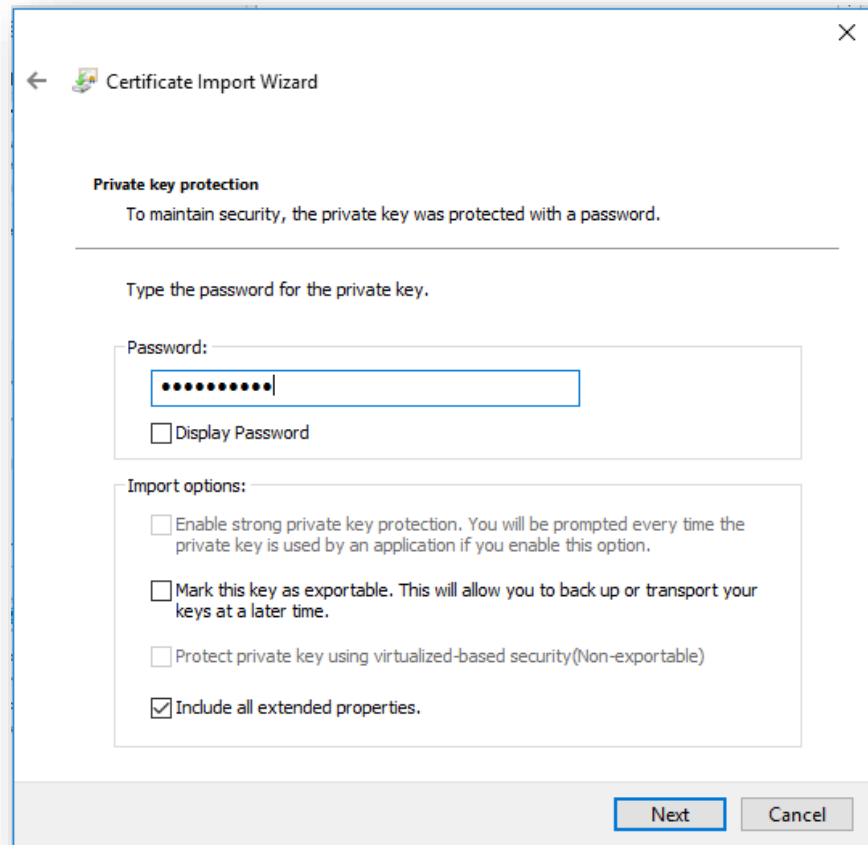 Certificate Import Wizard
Private key protection
To maintain security, the private key was protected with a password.
Type the password for the private key.
Password:
●●●●●●●●●●
Display Password
Import options:
Enable strong private key protection. You will be prompted every time the
private key is used by an application if you enable this option.
Mark this key as exportable. This will allow you to back up or transport your
keys at a later time.
Protect private key using virtualized-based security(Non-exportable)
Include all extended properties.
Next Cancel